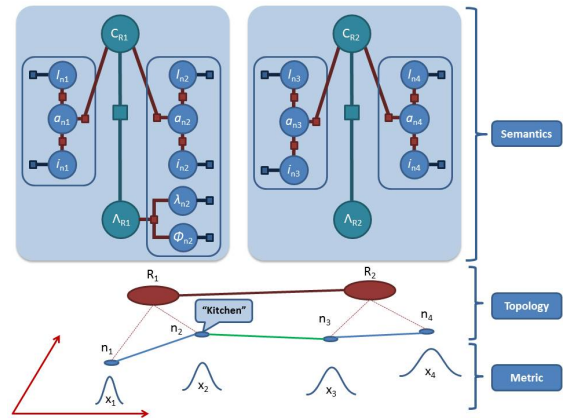 C_R1
C_R2
l_n1
l_n2
l_n3
l_n4
a_n1
a_n2
a_n3
a_n4
Semantics
i_n1
i_n2
i_n3
i_n4
λ_n2
Λ_R1
Λ_R2
Φ_n2
R_1
R_2
"Kitchen"
Topology
n_1
n_2
n_3
n_4
Metric
x_1
x_2
x_3
x_4